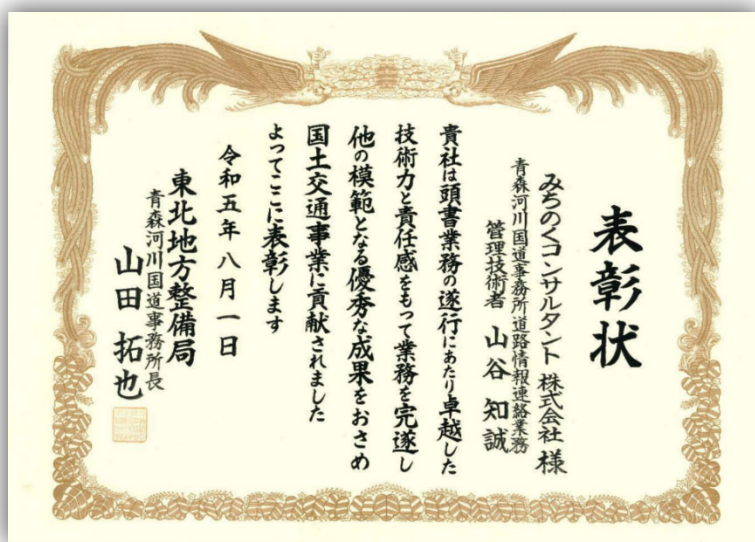 表彰状
みちのくコンサルタント 株式会社 様
青森河川国道事務所道路情報連絡業務
管理技術者 山谷 知誠
貴社は頭書業務の遂行にあたり卓越した
技術力と責任感をもって業務を完遂し
他の模範となる優秀な成果をおさめ
国土交通事業に貢献されました
よってここに表彰します
令和五年八月一日
東北地方整備局
青森河川国道事務所長
山田 拓也